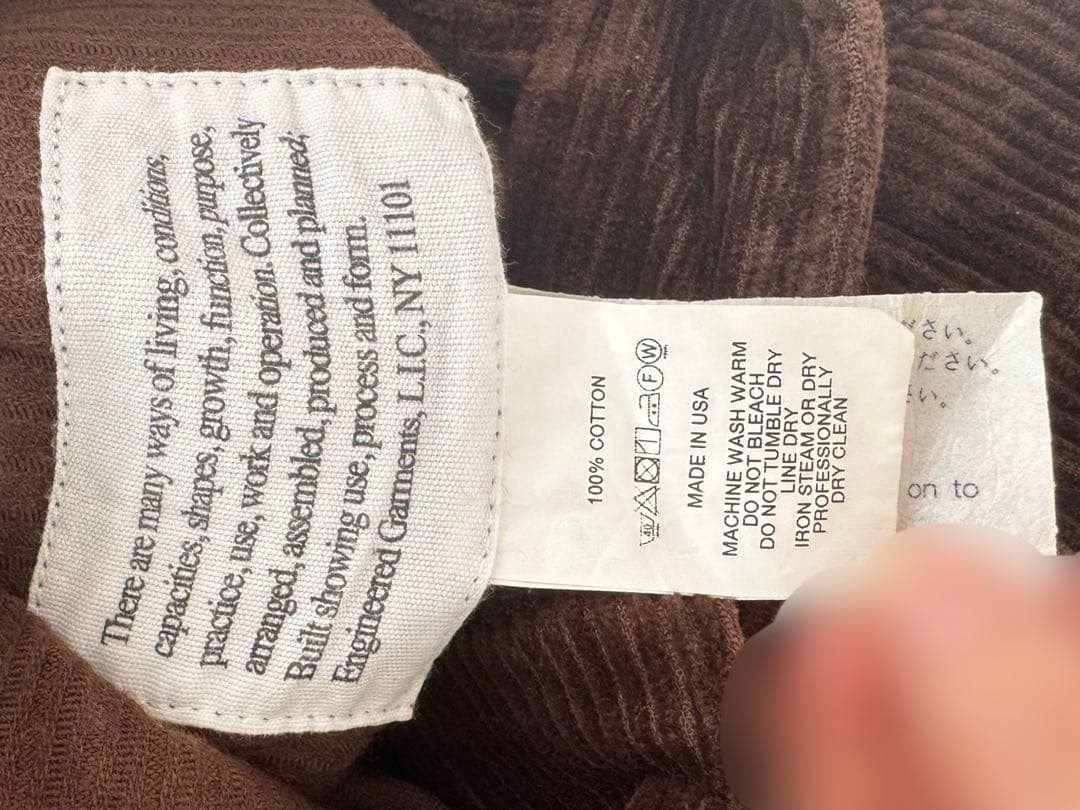 There are many ways of living, conditions,
capacities, shapes, growth, function, purpose,
practice, use, work and operation. Collectively
arranged, assembled, produced and planned;
Built showing use, process and form.
Engineered Garments, L.I.C., NY 11101
100% COTTON
40 F W
MADE IN USA
MACHINE WASH WARM
DO NOT BLEACH
DO NOT TUMBLE DRY
LINE DRY
IRON STEAM OR DRY
PROFESSIONALLY
DRY CLEAN
ださい。
ださい。
い。
on to